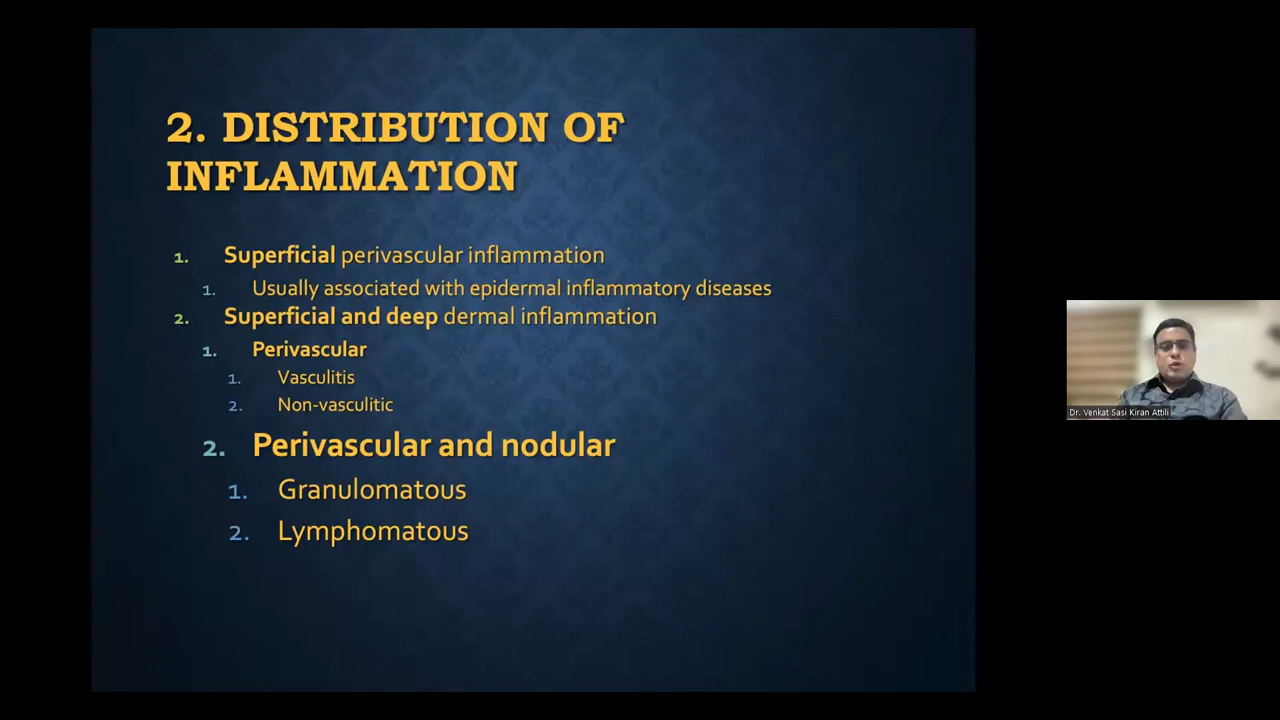 2. DISTRIBUTION OF
INFLAMMATION
1. Superficial perivascular inflammation
1. Usually associated with epidermal inflammatory diseases
2. Superficial and deep dermal inflammation
1. Perivascular
1. Vasculitis
2. Non-vasculitic
2. Perivascular and nodular
1. Granulomatous
2. Lymphomatous
Dr. Venkat Sasi Kiran Attili